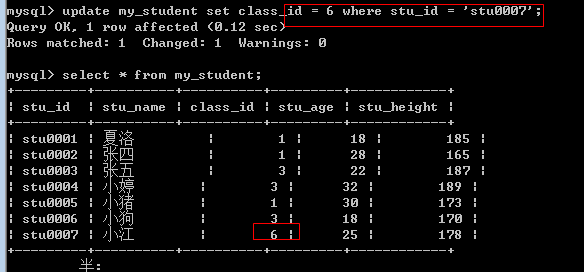 mysql> update my_student set class_id = 6 where stu_id = 'stu0007';
Query OK, 1 row affected (0.12 sec)
Rows matched: 1  Changed: 1  Warnings: 0
mysql> select * from my_student;
+---------+----------+----------+---------+------------+
| stu_id | stu_name | class_id | stu_age | stu_height |
+---------+----------+----------+---------+------------+
| stu0001 | 夏洛 | 1 | 18 | 185 |
| stu0002 | 张四 | 1 | 28 | 165 |
| stu0003 | 张五 | 3 | 22 | 187 |
| stu0004 | 小婷 | 3 | 32 | 189 |
| stu0005 | 小猪 | 1 | 30 | 173 |
| stu0006 | 小狗 | 3 | 18 | 170 |
| stu0007 | 小江 | 6 | 25 | 178 |
+---------+----------+----------+---------+------------+
半: